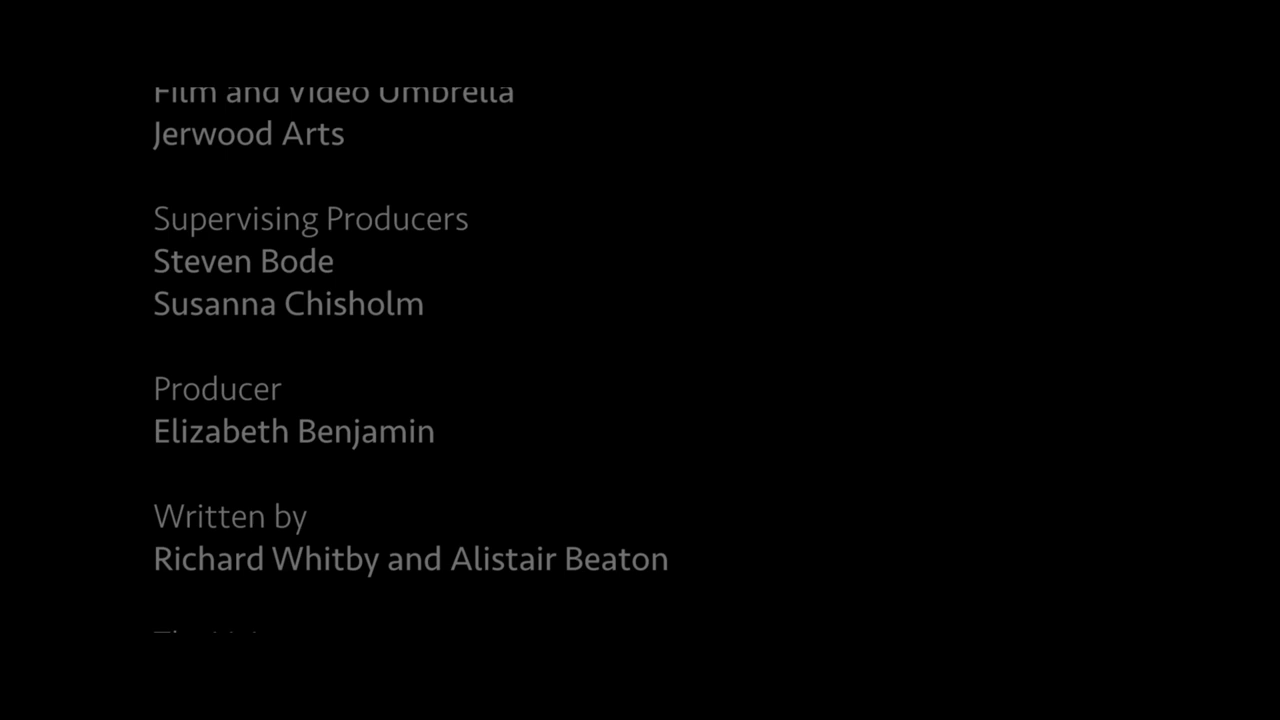 Film and Video Umbrella
Jerwood Arts
Supervising Producers
Steven Bode
Susanna Chisholm
Producer
Elizabeth Benjamin
Written by
Richard Whitby and Alistair Beaton